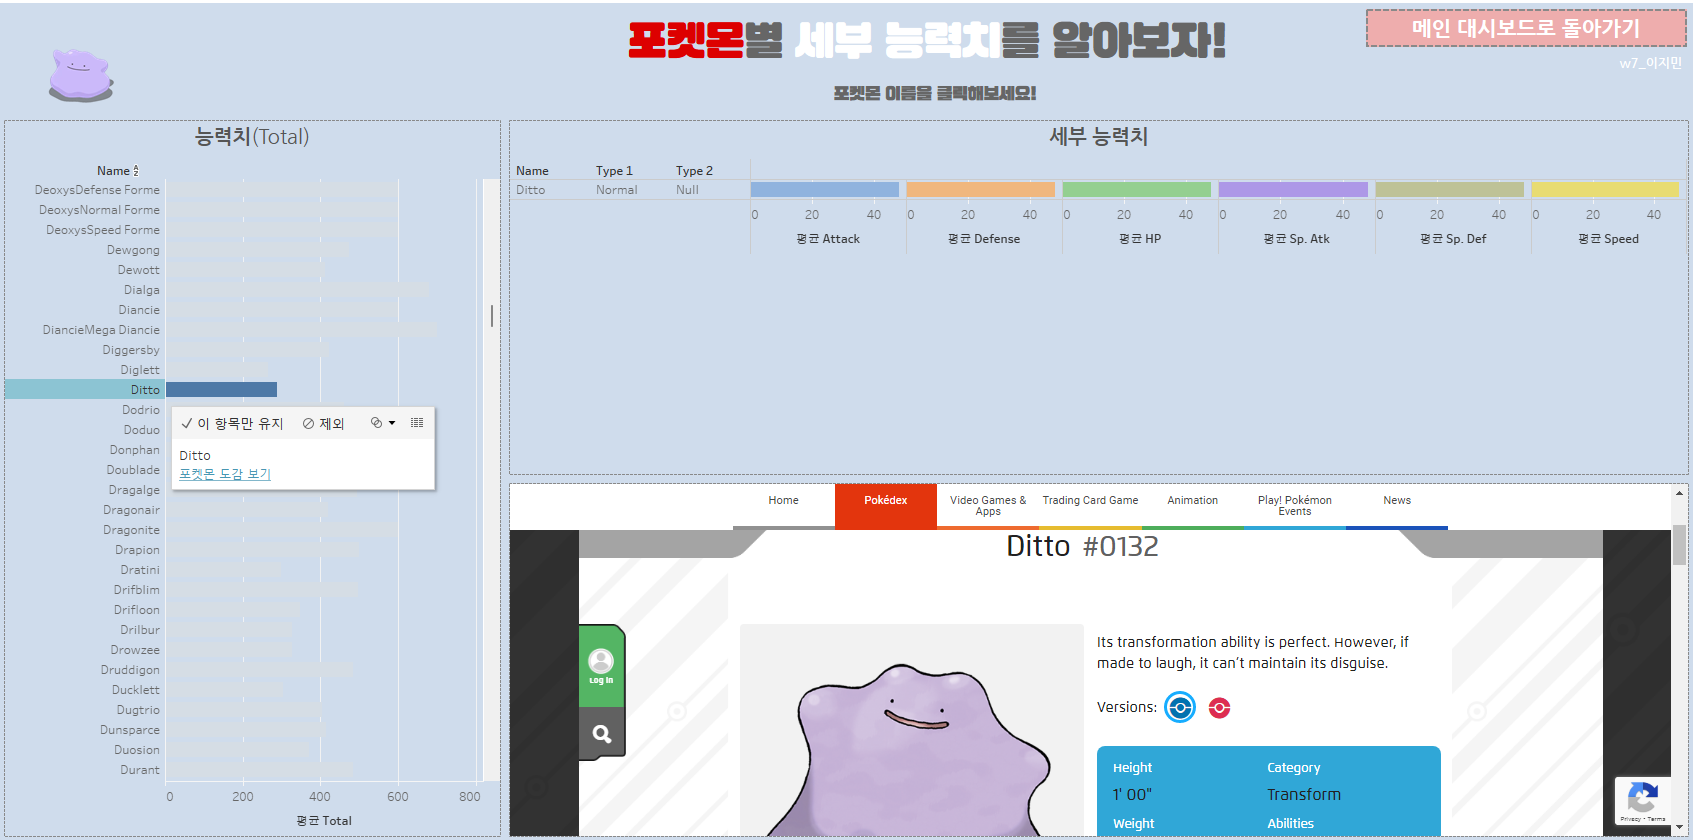 포켓몬별 세부 능력치를 알아보자!
메인 대시보드로 돌아가기
w7_이지민
포켓몬 이름을 클릭해보세요!
능력치(Total)
Name
DeoxysDefense Forme
DeoxysNormal Forme
DeoxysSpeed Forme
Dewgong
Dewott
Dialga
Diancie
DiancieMega Diancie
Diggersby
Diglett
Ditto
Dodrio
Doduo
Donphan
Doublade
Dragalge
Dragonair
Dragonite
Drapion
Dratini
Drifblim
Drifloon
Drilbur
Drowzee
Druddigon
Ducklett
Dugtrio
Dunsparce
Duosion
Durant
0 200 400 600 800
평균 Total
✓ 이 항목만 유지 제외
Ditto
포켓몬 도감 보기
세부 능력치
Name Type 1 Type 2
Ditto Normal Null
0 20 40 0 20 40 0 20 40 0 20 40 0 20 40 0 20 40
평균 Attack 평균 Defense 평균 HP 평균 Sp. Atk 평균 Sp. Def 평균 Speed
Home Pokédex Video Games & Apps Trading Card Game Animation Play! Pokémon Events News
Ditto #0132
Log In
Its transformation ability is perfect. However, if
made to laugh, it can't maintain its disguise.
Versions:
Height Category
1' 00" Transform
Weight Abilities
Privacy - Terms